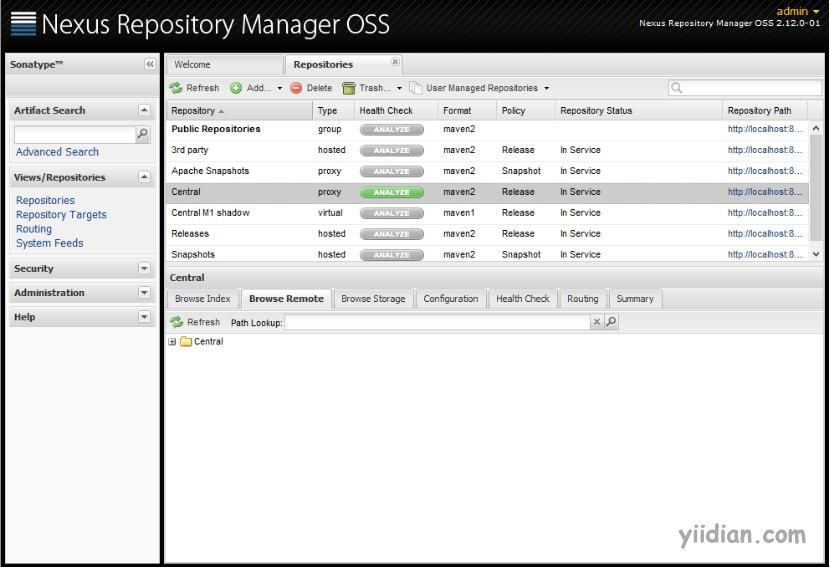 Nexus Repository Manager OSS
admin
Nexus Repository Manager OSS 2.12.0-01
Sonatype™
Artifact Search
Advanced Search
Views/Repositories
Repositories
Repository Targets
Routing
System Feeds
Security
Administration
Help
Welcome Repositories
Refresh Add... Delete Trash... User Managed Repositories
Repository Type Health Check Format Policy Repository Status Repository Path
Public Repositories group ANALYZE maven2 http://localhost:8...
3rd party hosted ANALYZE maven2 Release In Service http://localhost:8...
Apache Snapshots proxy ANALYZE maven2 Snapshot In Service http://localhost:8...
Central proxy ANALYZE maven2 Release In Service http://localhost:8...
Central M1 shadow virtual ANALYZE maven1 Release In Service http://localhost:8...
Releases hosted ANALYZE maven2 Release In Service http://localhost:8...
Snapshots hosted ANALYZE maven2 Snapshot In Service http://localhost:8...
Central
Browse Index Browse Remote Browse Storage Configuration Health Check Routing Summary
Refresh Path Lookup:
Central
yiidian.com